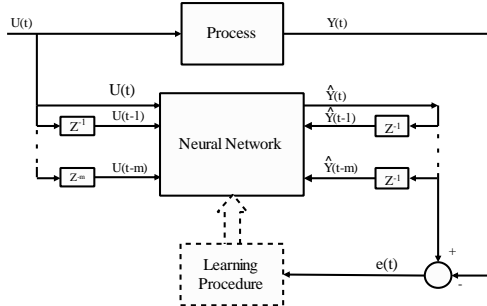 U(t)
Process
Y(t)
U(t)
Ŷ(t)
Z-1
U(t-1)
Ŷ(t-1)
Z-1
Neural Network
Z-m
U(t-m)
Ŷ(t-m)
Z-1
Learning
Procedure
e(t)
+
-